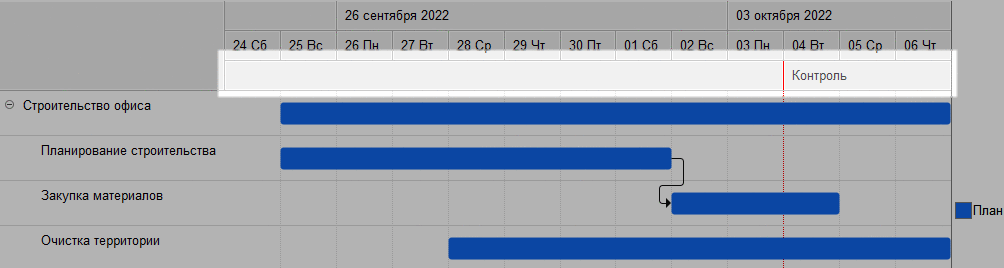 26 сентября 2022 03 октября 2022
24 Сб 25 Вс 26 Пн 27 Вт 28 Ср 29 Чт 30 Пт 01 Сб 02 Вс 03 Пн 04 Вт 05 Ср 06 Чт
Контроль
Строительство офиса
Планирование строительства
Закупка материалов
План
Очистка территории